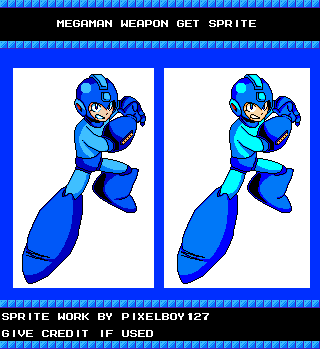 MEGAMAN WEAPON GET SPRITE
SPRITE WORK BY PIXELBOY127
GIVE CREDIT IF USED